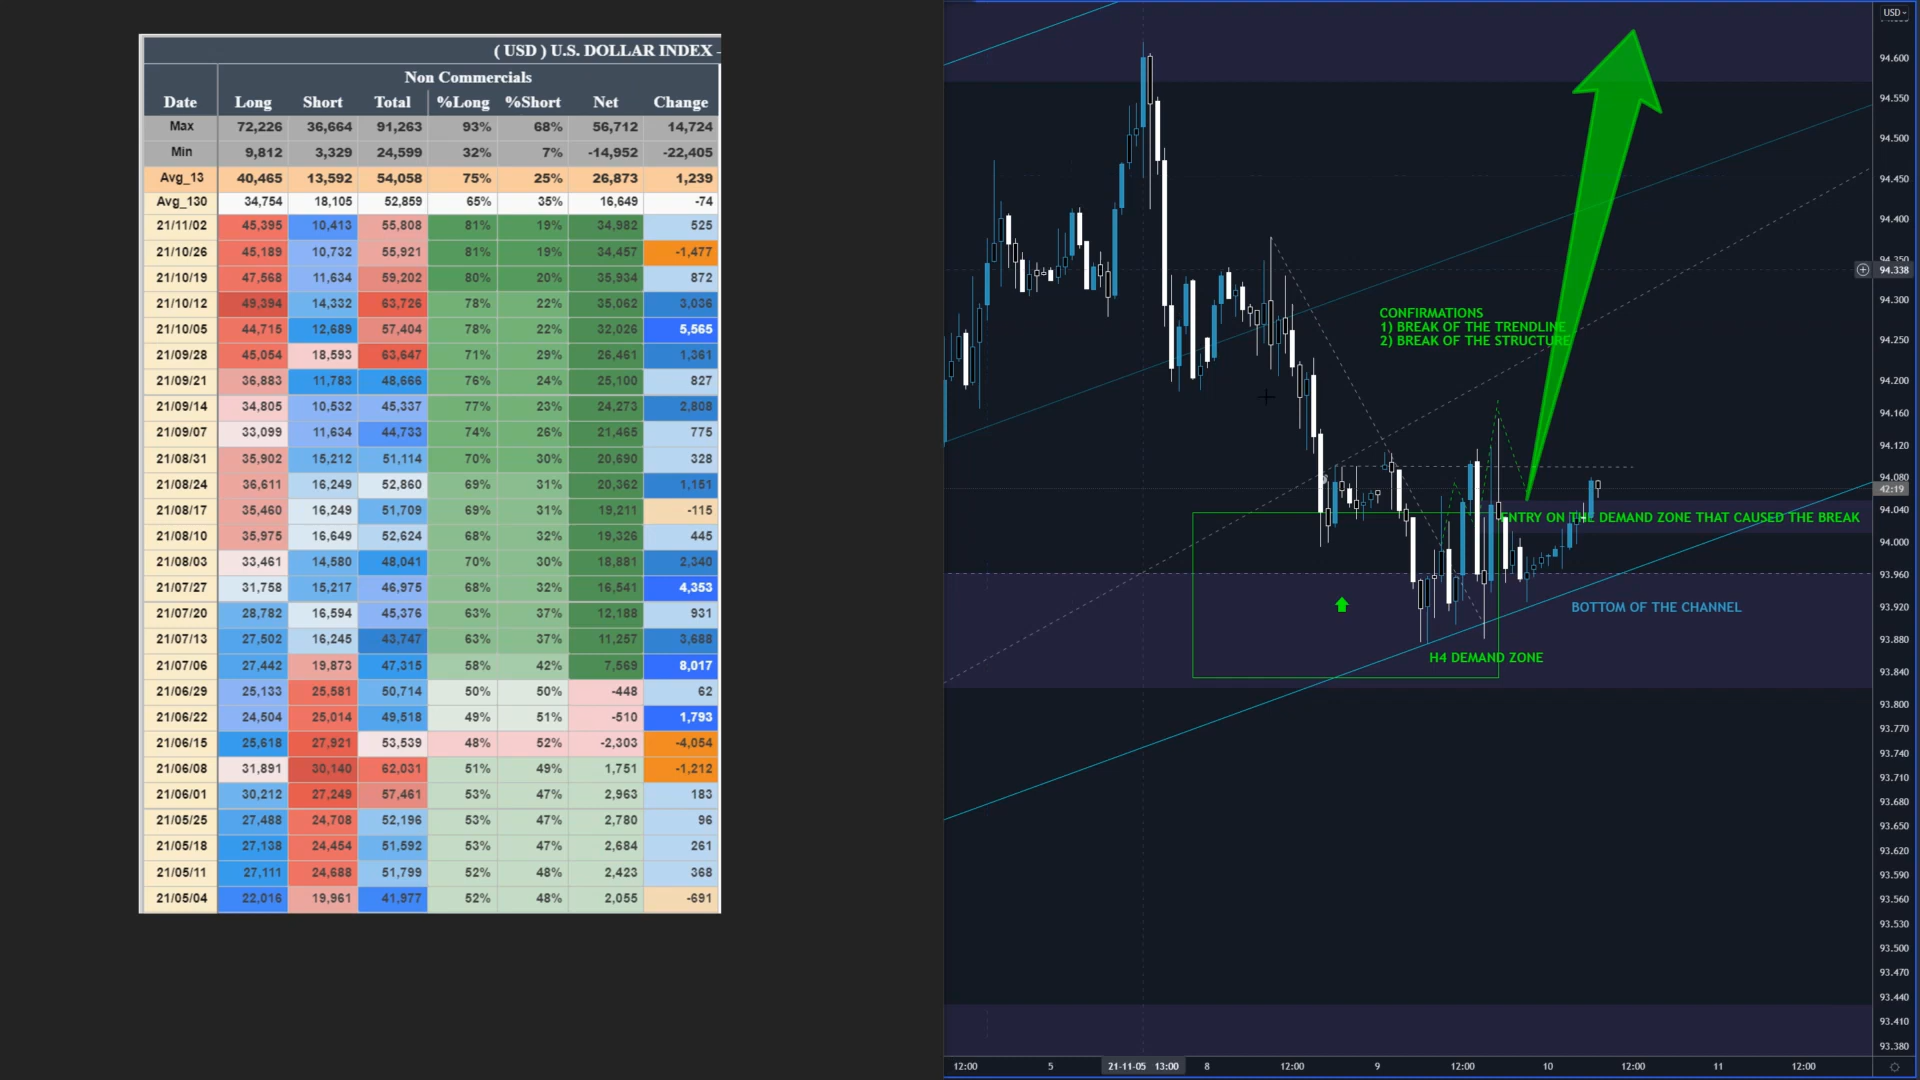 ( USD ) U.S. DOLLAR INDEX -
Non Commercials
Date Long Short Total %Long %Short Net Change
Max 72,226 36,664 91,263 93% 68% 56,712 14,724
Min 9,812 3,329 24,599 32% 7% -14,952 -22,405
Avg_13 40,465 13,592 54,058 75% 25% 26,873 1,239
Avg_130 34,754 18,105 52,859 65% 35% 16,649 -74
21/11/02 45,395 10,413 55,808 81% 19% 34,982 525
21/10/26 45,189 10,732 55,921 81% 19% 34,457 -1,477
21/10/19 47,568 11,634 59,202 80% 20% 35,934 872
21/10/12 49,394 14,332 63,726 78% 22% 35,062 3,036
21/10/05 44,715 12,689 57,404 78% 22% 32,026 5,565
21/09/28 45,054 18,593 63,647 71% 29% 26,461 1,361
21/09/21 36,883 11,783 48,666 76% 24% 25,100 827
21/09/14 34,805 10,532 45,337 77% 23% 24,273 2,808
21/09/07 33,099 11,634 44,733 74% 26% 21,465 775
21/08/31 35,902 15,212 51,114 70% 30% 20,690 328
21/08/24 36,611 16,249 52,860 69% 31% 20,362 1,151
21/08/17 35,460 16,249 51,709 69% 31% 19,211 -115
21/08/10 35,975 16,649 52,624 68% 32% 19,326 445
21/08/03 33,461 14,580 48,041 70% 30% 18,881 2,340
21/07/27 31,758 15,217 46,975 68% 32% 16,541 4,353
21/07/20 28,782 16,594 45,376 63% 37% 12,188 931
21/07/13 27,502 16,245 43,747 63% 37% 11,257 3,688
21/07/06 27,442 19,873 47,315 58% 42% 7,569 8,017
21/06/29 25,133 25,581 50,714 50% 50% -448 62
21/06/22 24,504 25,014 49,518 49% 51% -510 1,793
21/06/15 25,618 27,921 53,539 48% 52% -2,303 -4,054
21/06/08 31,891 30,140 62,031 51% 49% 1,751 -1,212
21/06/01 30,212 27,249 57,461 53% 47% 2,963 183
21/05/25 27,488 24,708 52,196 53% 47% 2,780 96
21/05/18 27,138 24,454 51,592 53% 47% 2,684 261
21/05/11 27,111 24,688 51,799 52% 48% 2,423 368
21/05/04 22,016 19,961 41,977 52% 48% 2,055 -691
CONFIRMATIONS
1) BREAK OF THE TRENDLINE
2) BREAK OF THE STRUCTURE
ENTRY ON THE DEMAND ZONE THAT CAUSED THE BREAK
BOTTOM OF THE CHANNEL
H4 DEMAND ZONE
USD
94.600
94.550
94.500
94.450
94.400
94.338
94.300
94.250
94.200
94.160
94.120
94.080
42:19
94.040
94.000
93.960
93.920
93.880
93.840
93.800
93.770
93.740
93.710
93.680
93.650
93.620
93.590
93.560
93.530
93.500
93.470
93.440
93.410
93.380
12:00 5 21-11-05 13:00 8 12:00 9 12:00 10 12:00 11 12:00